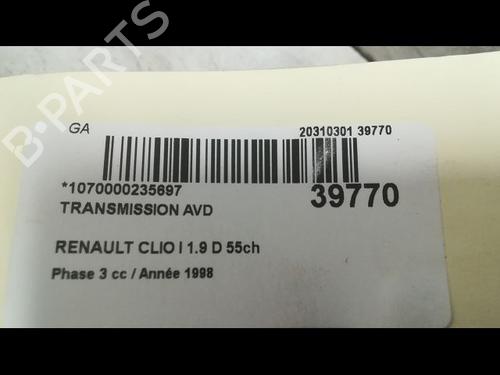 B-PARTS
GA
20310301 39770
*1070000235697
39770
TRANSMISSION AVD
RENAULT CLIO I 1.9 D 55ch
Phase 3 cc / Année 1998